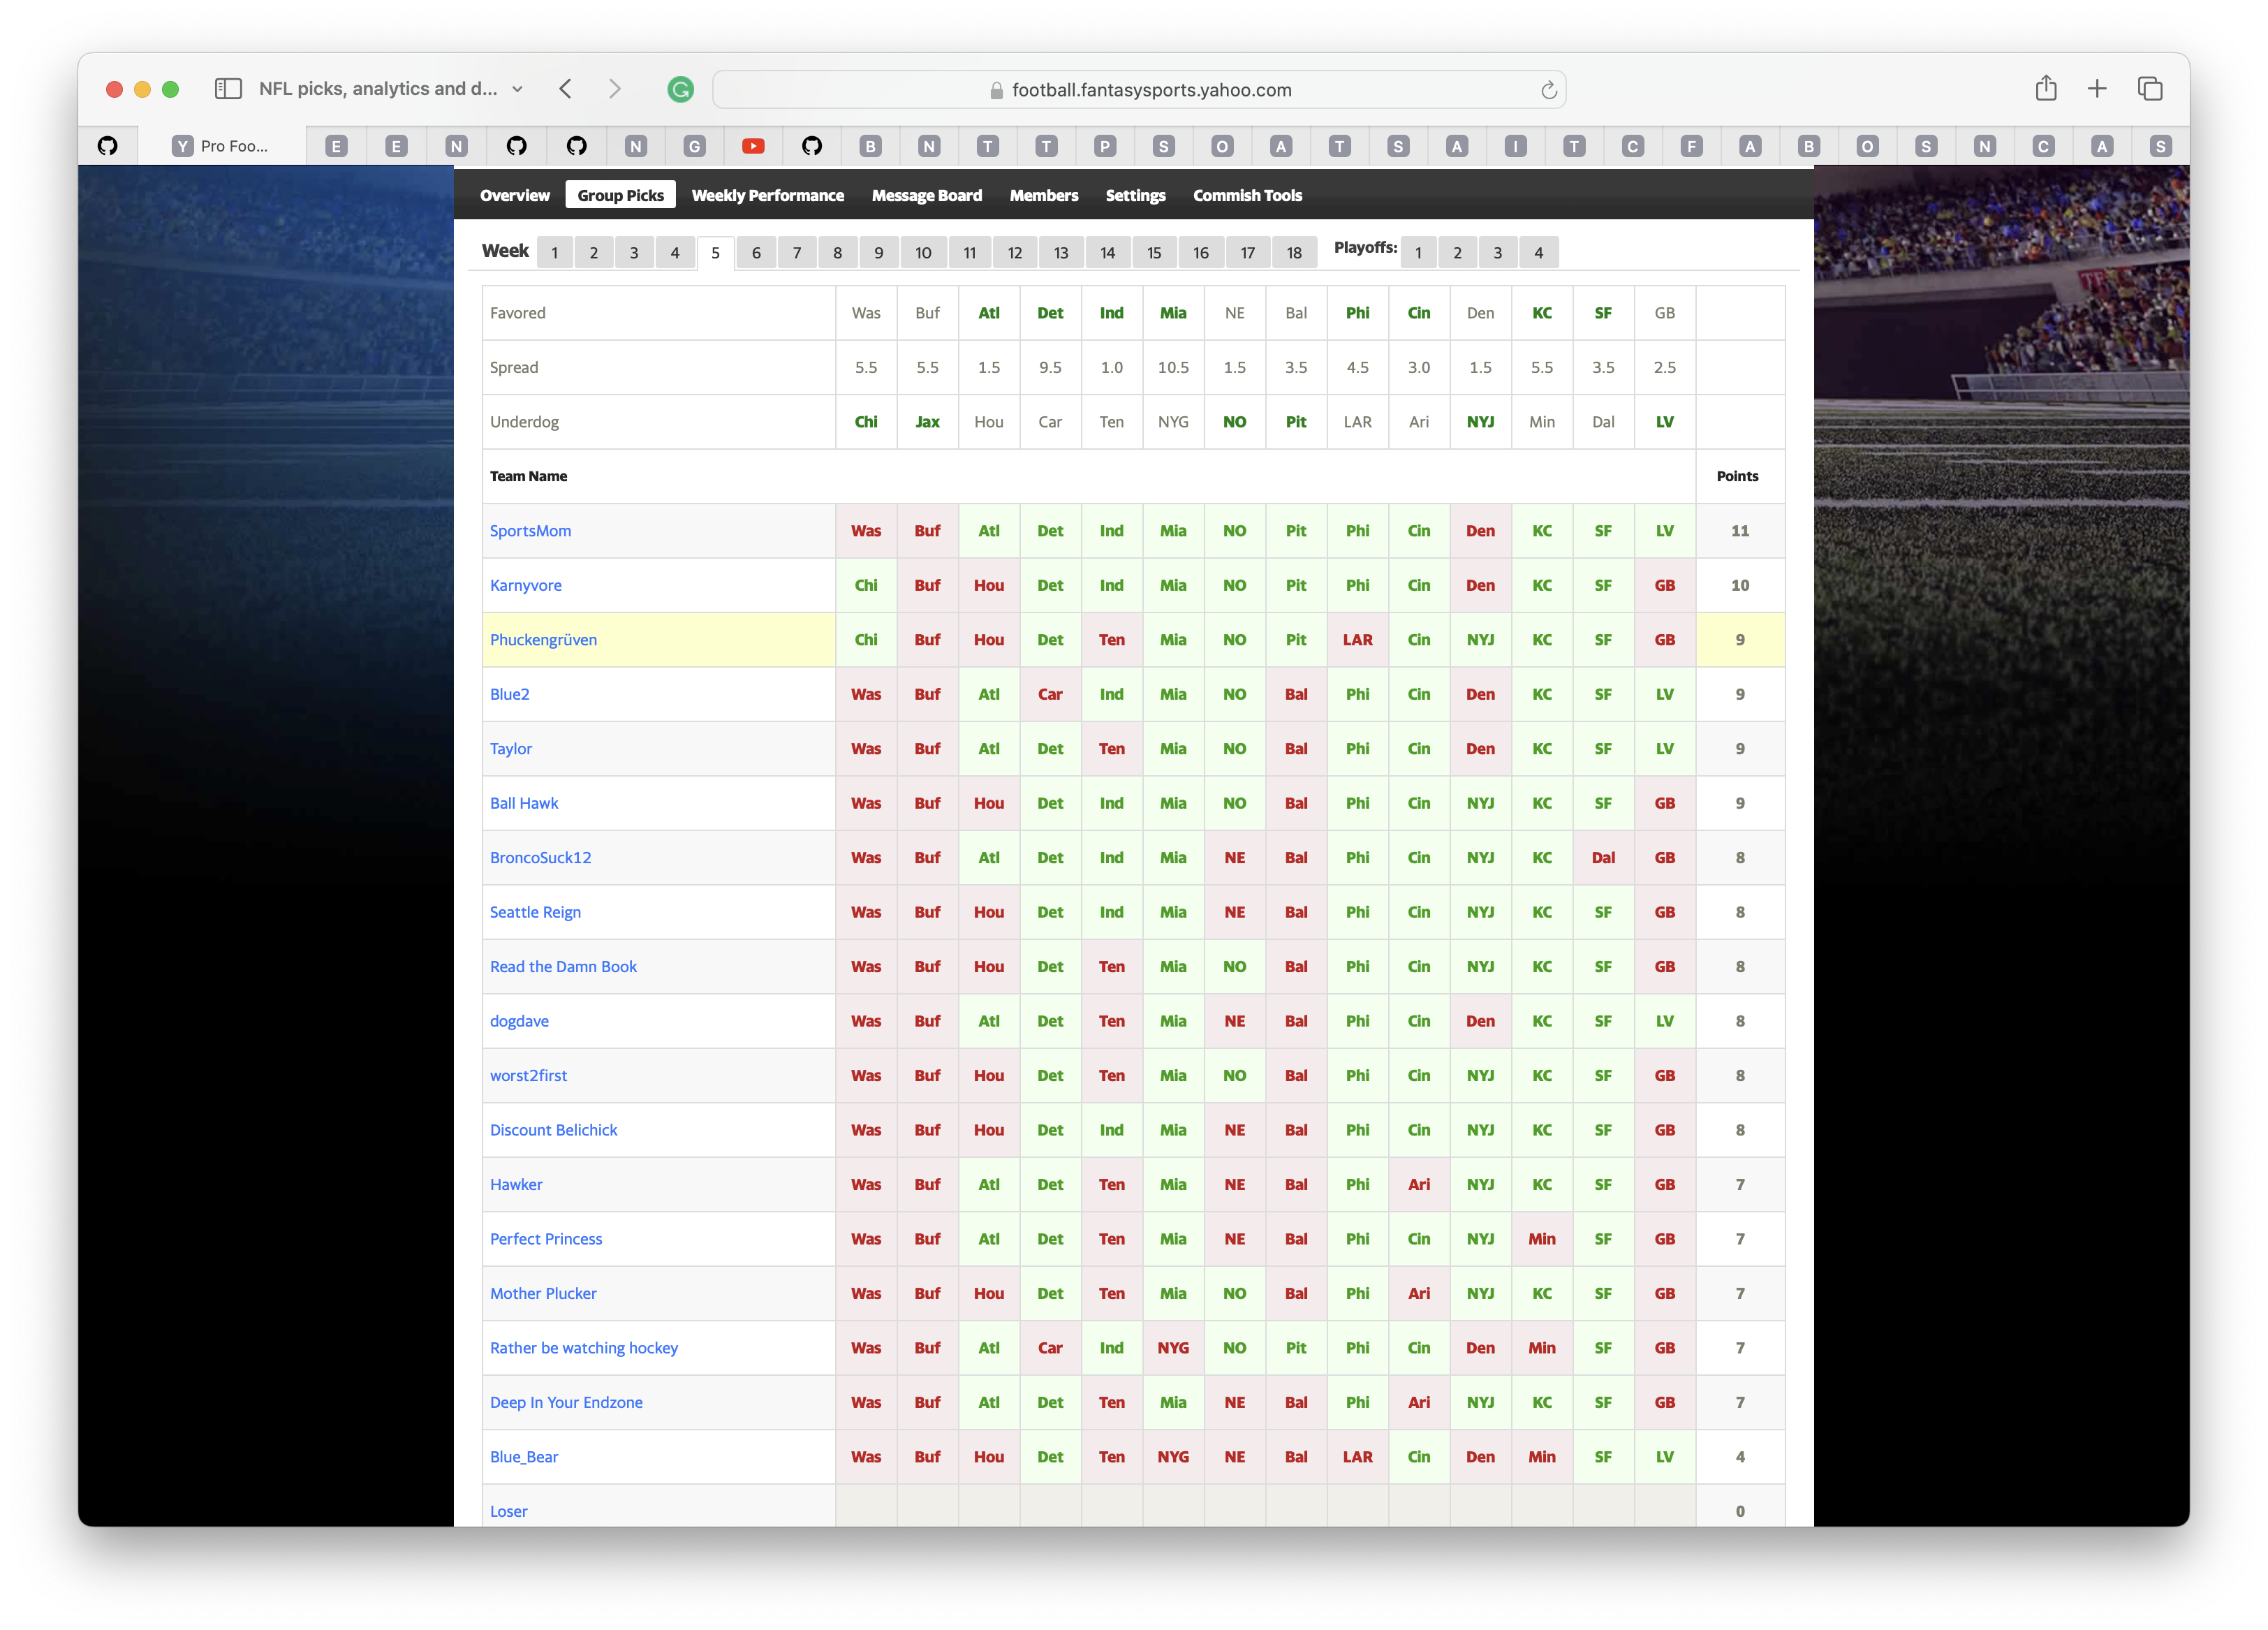 NFL picks, analytics and d...
football.fantasysports.yahoo.com
Y Pro Foo... E E N N G B N T T P S O A T S A I T C F A B O S N C A S
Overview Group Picks Weekly Performance Message Board Members Settings Commish Tools
Week 1 2 3 4 5 6 7 8 9 10 11 12 13 14 15 16 17 18 Playoffs: 1 2 3 4
Favored Was Buf Atl Det Ind Mia NE Bal Phi Cin Den KC SF GB
Spread 5.5 5.5 1.5 9.5 1.0 10.5 1.5 3.5 4.5 3.0 1.5 5.5 3.5 2.5
Underdog Chi Jax Hou Car Ten NYG NO Pit LAR Ari NYJ Min Dal LV
Team Name Points
SportsMom Was Buf Atl Det Ind Mia NO Pit Phi Cin Den KC SF LV 11
Karnyvore Chi Buf Hou Det Ind Mia NO Pit Phi Cin Den KC SF GB 10
Phuckengrüven Chi Buf Hou Det Ten Mia NO Pit LAR Cin NYJ KC SF GB 9
Blue2 Was Buf Atl Car Ind Mia NO Bal Phi Cin Den KC SF LV 9
Taylor Was Buf Atl Det Ten Mia NO Bal Phi Cin Den KC SF LV 9
Ball Hawk Was Buf Hou Det Ind Mia NO Bal Phi Cin NYJ KC SF GB 9
BroncoSuck12 Was Buf Atl Det Ind Mia NE Bal Phi Cin NYJ KC Dal GB 8
Seattle Reign Was Buf Hou Det Ind Mia NE Bal Phi Cin NYJ KC SF GB 8
Read the Damn Book Was Buf Hou Det Ten Mia NO Bal Phi Cin NYJ KC SF GB 8
dogdave Was Buf Atl Det Ten Mia NE Bal Phi Cin Den KC SF LV 8
worst2first Was Buf Hou Det Ten Mia NO Bal Phi Cin NYJ KC SF GB 8
Discount Belichick Was Buf Hou Det Ind Mia NE Bal Phi Cin NYJ KC SF GB 8
Hawker Was Buf Atl Det Ten Mia NE Bal Phi Ari NYJ KC SF GB 7
Perfect Princess Was Buf Atl Det Ten Mia NE Bal Phi Cin NYJ Min SF GB 7
Mother Plucker Was Buf Hou Det Ten Mia NO Bal Phi Ari NYJ KC SF GB 7
Rather be watching hockey Was Buf Atl Car Ind NYG NO Pit Phi Cin Den Min SF GB 7
Deep In Your Endzone Was Buf Atl Det Ten Mia NE Bal Phi Ari NYJ KC SF GB 7
Blue_Bear Was Buf Hou Det Ten NYG NE Bal LAR Cin Den Min SF LV 4
Loser 0